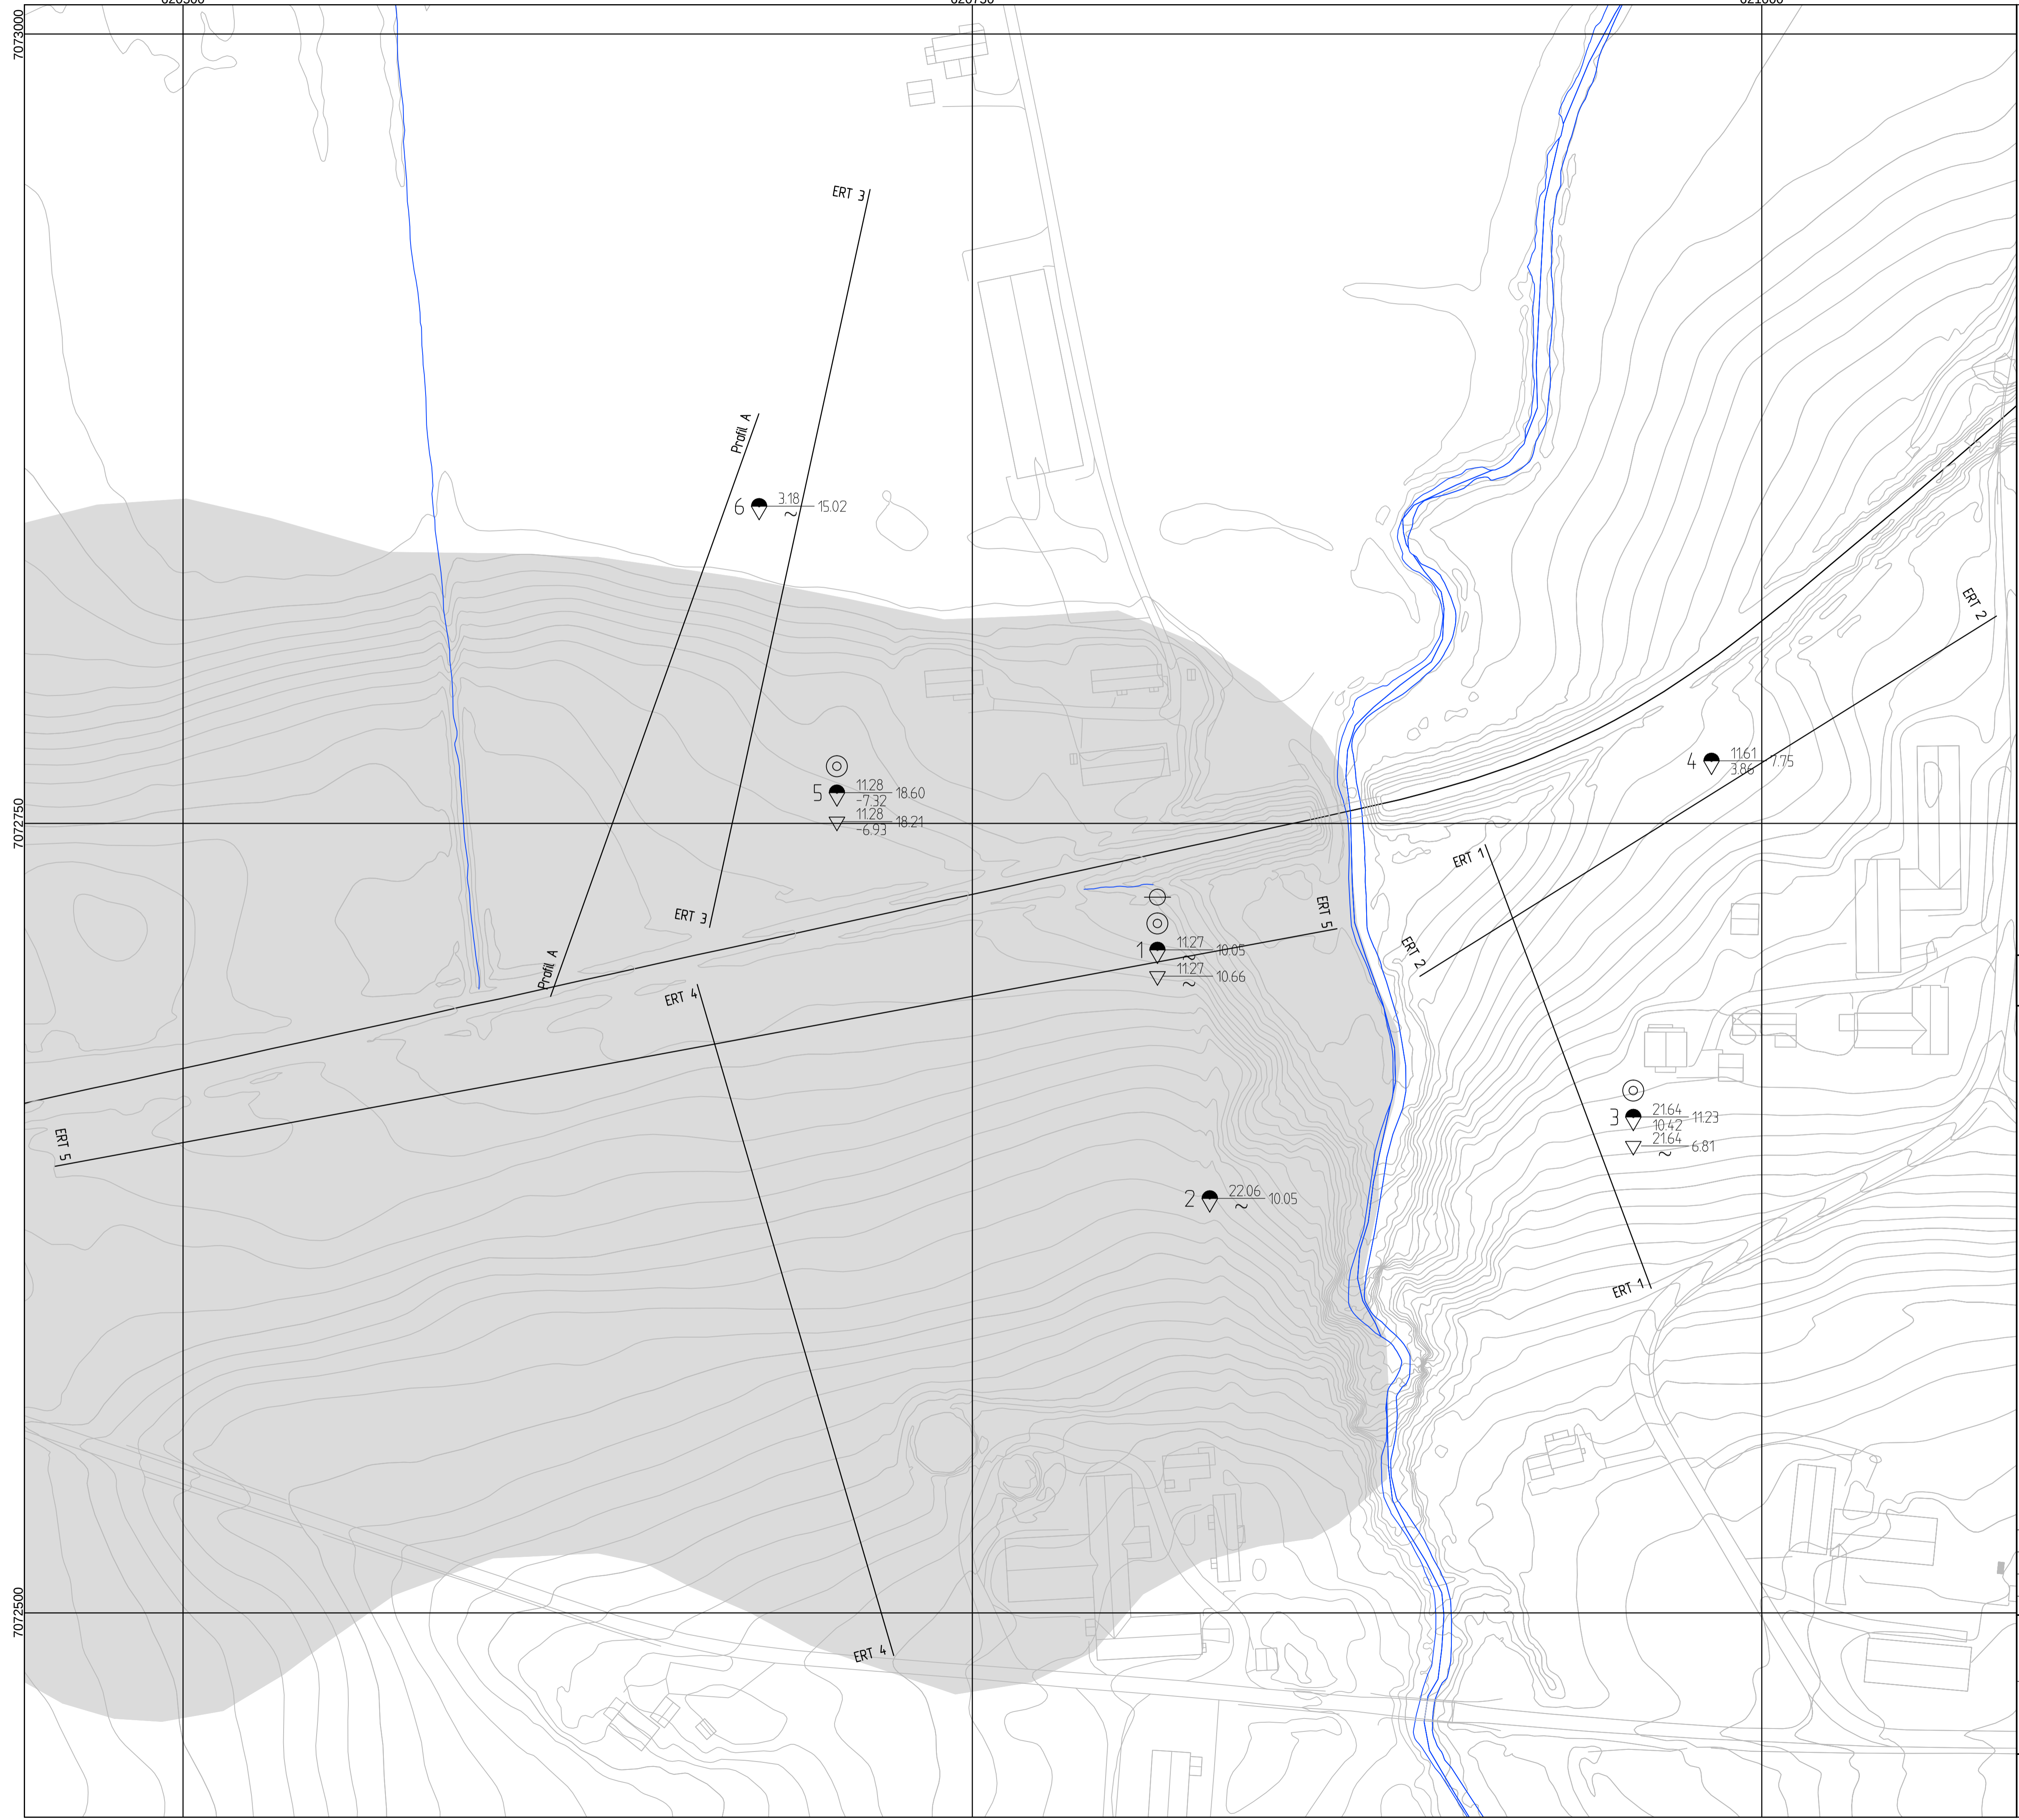 7073000
ERT 3
Profil A
6 3.18 15.02
~
ERT 2
4 11.61 7.75
3.86
5 11.28 18.60
-7.32
11.28 18.21
-6.93
7072750
ERT 1
ERT 3
ERT 5
1 11.27 10.05
~
11.27 10.66
~
ERT 2
Profil A
ERT 4
3 21.64 11.23
10.42
21.64 6.81
~
ERT 5
2 22.06 10.05
~
ERT 1
7072500
ERT 4